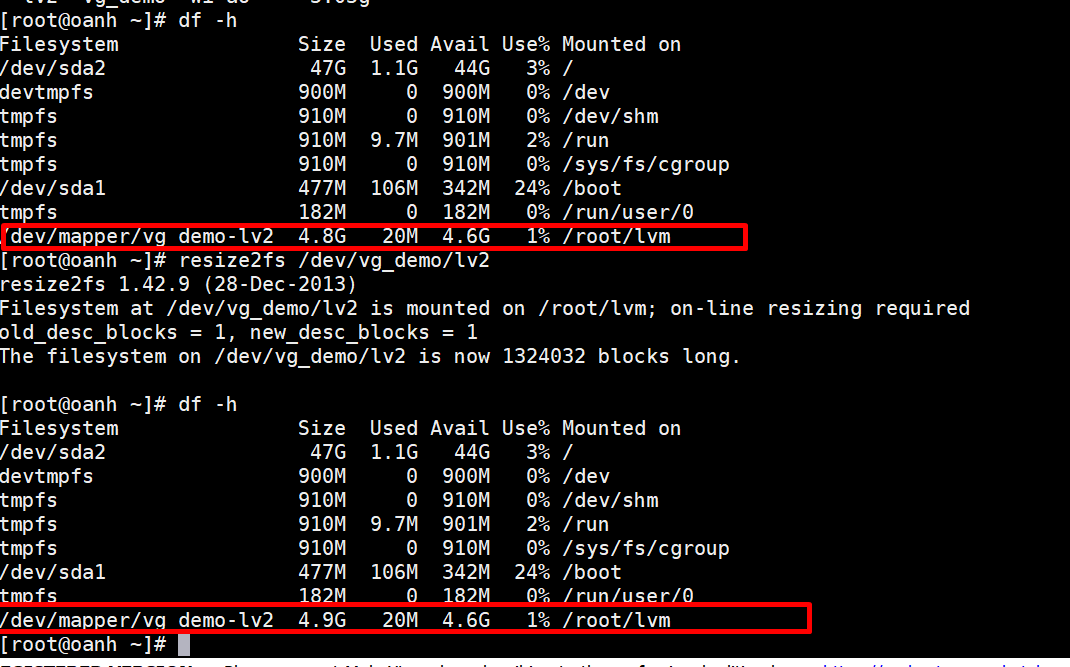 [root@oanh ~]# df -h
Filesystem Size Used Avail Use% Mounted on
/dev/sda2 47G 1.1G 44G 3% /
devtmpfs 900M 0 900M 0% /dev
tmpfs 910M 0 910M 0% /dev/shm
tmpfs 910M 9.7M 901M 2% /run
tmpfs 910M 0 910M 0% /sys/fs/cgroup
/dev/sda1 477M 106M 342M 24% /boot
tmpfs 182M 0 182M 0% /run/user/0
/dev/mapper/vg_demo-lv2 4.8G 20M 4.6G 1% /root/lvm
[root@oanh ~]# resize2fs /dev/vg_demo/lv2
resize2fs 1.42.9 (28-Dec-2013)
Filesystem at /dev/vg_demo/lv2 is mounted on /root/lvm; on-line resizing required
old_desc_blocks = 1, new_desc_blocks = 1
The filesystem on /dev/vg_demo/lv2 is now 1324032 blocks long.
[root@oanh ~]# df -h
Filesystem Size Used Avail Use% Mounted on
/dev/sda2 47G 1.1G 44G 3% /
devtmpfs 900M 0 900M 0% /dev
tmpfs 910M 0 910M 0% /dev/shm
tmpfs 910M 9.7M 901M 2% /run
tmpfs 910M 0 910M 0% /sys/fs/cgroup
/dev/sda1 477M 106M 342M 24% /boot
tmpfs 182M 0 182M 0% /run/user/0
/dev/mapper/vg_demo-lv2 4.9G 20M 4.6G 1% /root/lvm
[root@oanh ~]#